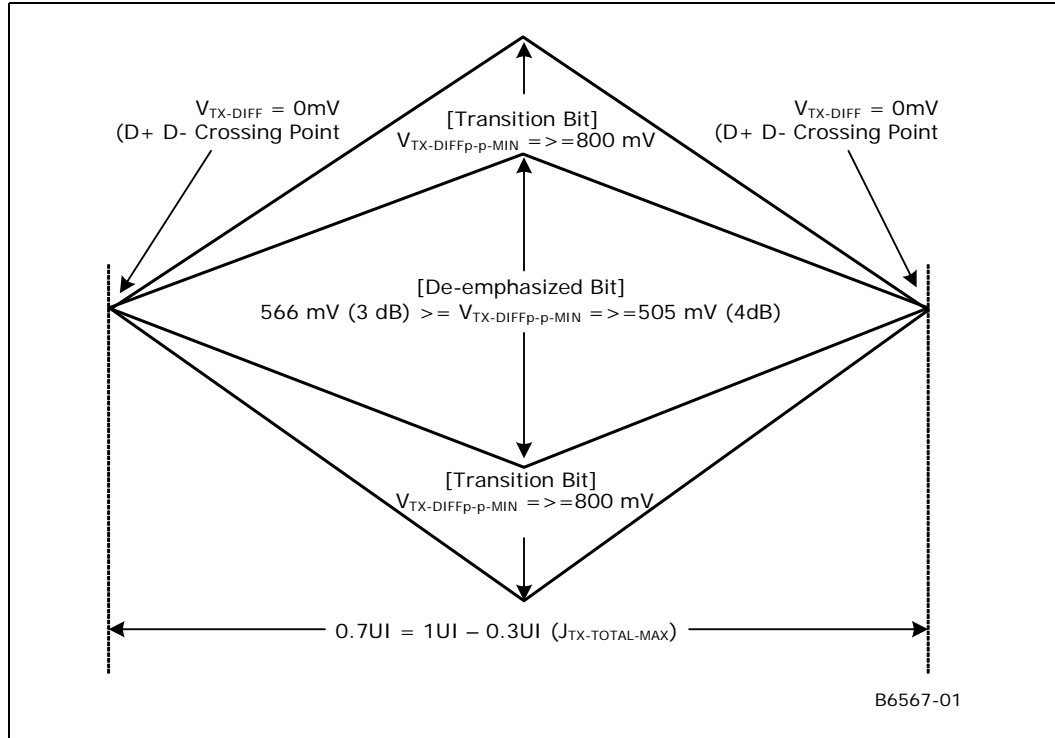 V_TX-DIFF = 0mV
(D+ D- Crossing Point
V_TX-DIFF = 0mV
(D+ D- Crossing Point
[Transition Bit]
V_TX-DIFFp-p-MIN =>=800 mV
[De-emphasized Bit]
566 mV (3 dB) >= V_TX-DIFFp-p-MIN =>=505 mV (4dB)
[Transition Bit]
V_TX-DIFFp-p-MIN =>=800 mV
0.7UI = 1UI – 0.3UI (J_TX-TOTAL-MAX)
B6567-01